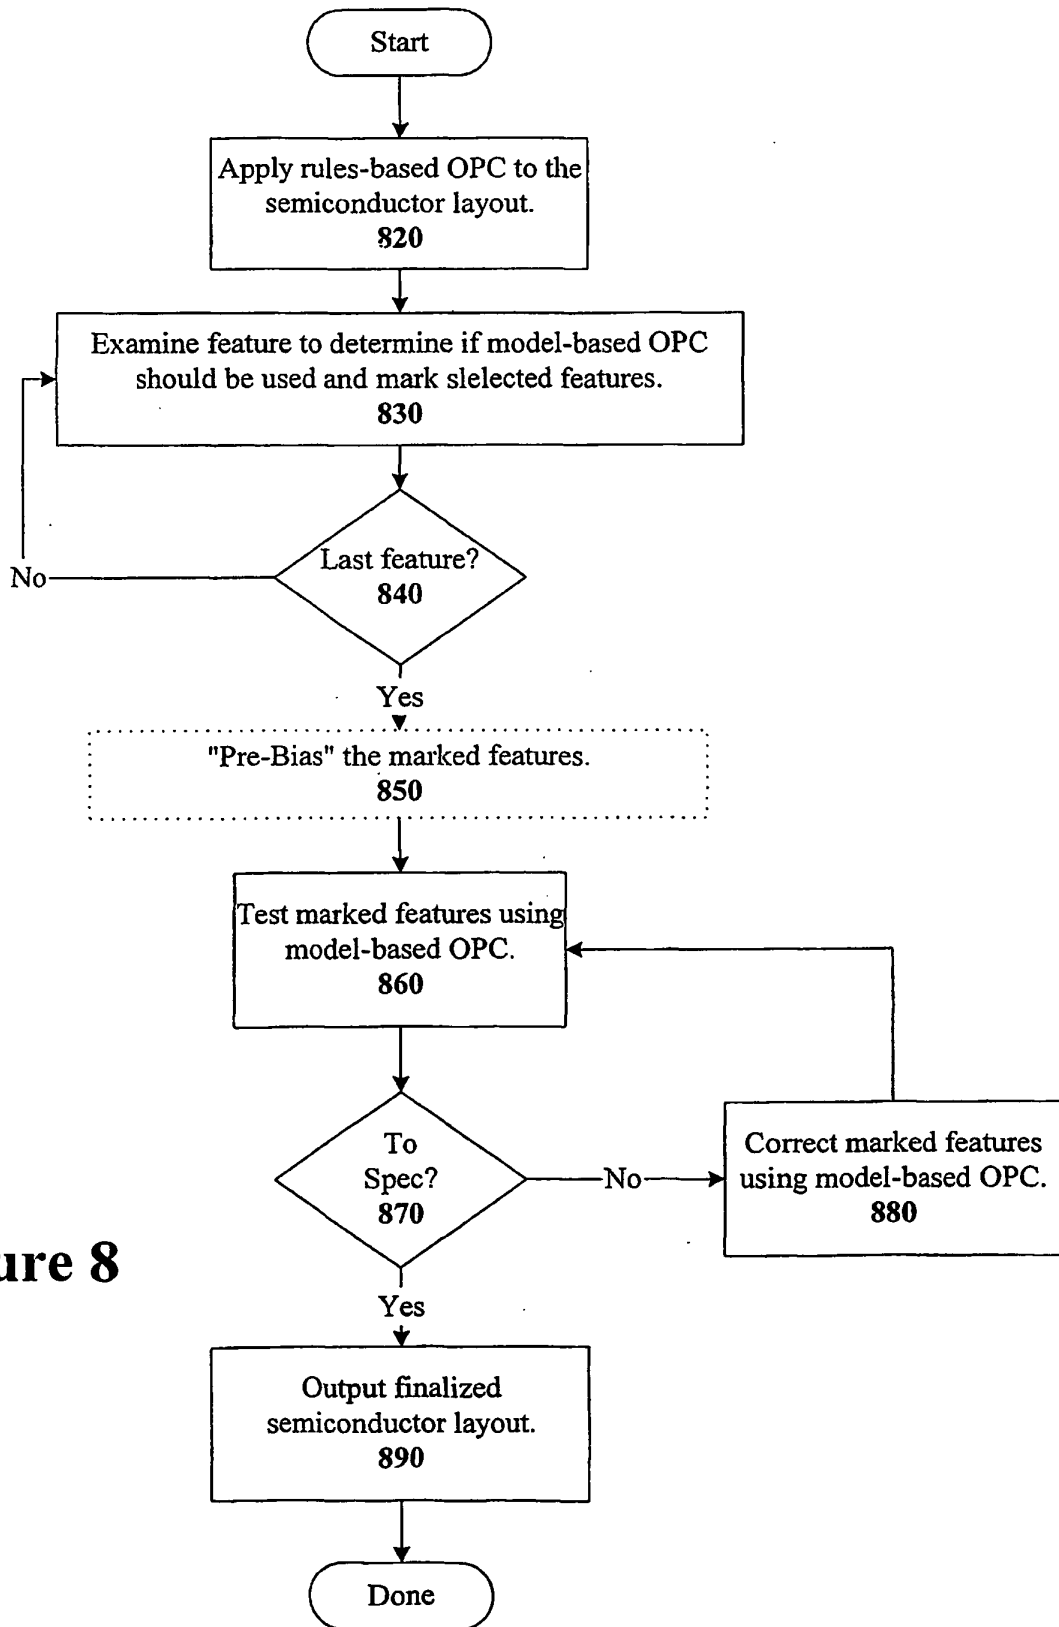 Start
Apply rules-based OPC to the
semiconductor layout.
820
Examine feature to determine if model-based OPC
should be used and mark slelected features.
830
Last feature?
840
No
Yes
"Pre-Bias" the marked features.
850
Test marked features using
model-based OPC.
860
To
Spec?
870
No
Correct marked features
using model-based OPC.
880
ure 8
Yes
Output finalized
semiconductor layout.
890
Done